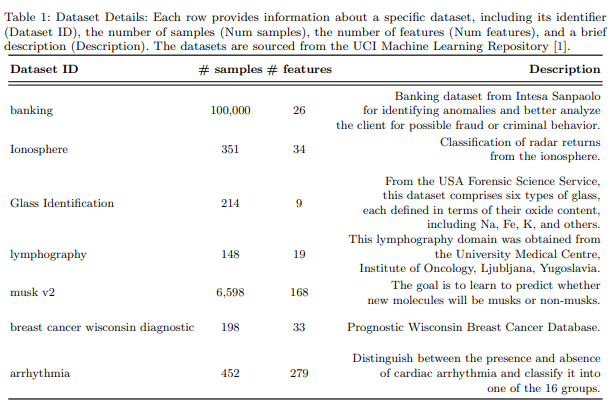 Table 1: Dataset Details: Each row provides information about a specific dataset, including its identifier
(Dataset ID), the number of samples (Num samples), the number of features (Num features), and a brief
description (Description). The datasets are sourced from the UCI Machine Learning Repository [1].
Dataset ID # samples # features Description
Banking dataset from Intesa Sanpaolo
banking 100,000 26 for identifying anomalies and better analyze
the client for possible fraud or criminal behavior.
Ionosphere 351 34 Classification of radar returns
from the ionosphere.
From the USA Forensic Science Service,
Glass Identification 214 9 this dataset comprises six types of glass,
each defined in terms of their oxide content,
including Na, Fe, K, and others.
This lymphography domain was obtained from
lymphography 148 19 the University Medical Centre,
Institute of Oncology, Ljubljana, Yugoslavia.
musk v2 6,598 168 The goal is to learn to predict whether
new molecules will be musks or non-musks.
breast cancer wisconsin diagnostic 198 33 Prognostic Wisconsin Breast Cancer Database.
Distinguish between the presence and absence
arrhythmia 452 279 of cardiac arrhythmia and classify it into
one of the 16 groups.